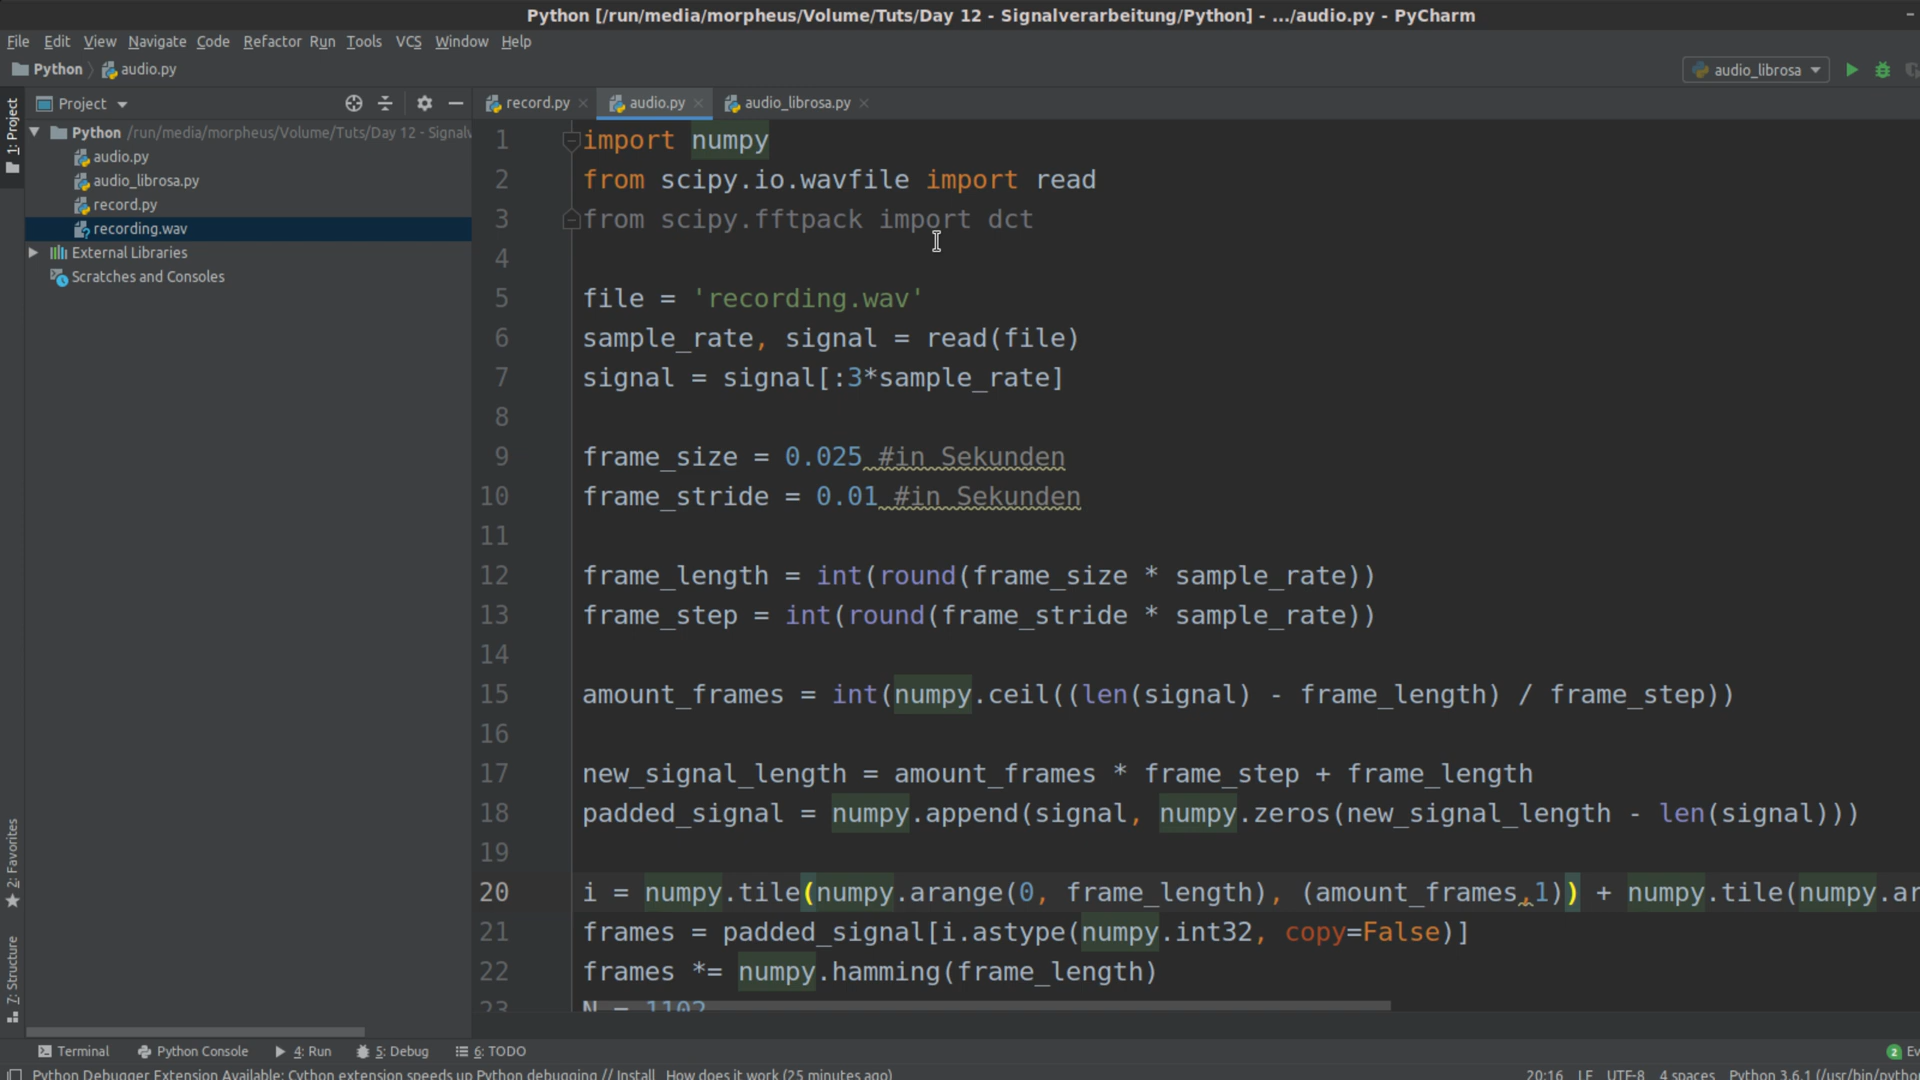 Python [/run/media/morpheus/Volume/Tuts/Day 12 - Signalverarbeitung/Python] - .../audio.py - PyCharm
File Edit View Navigate Code Refactor Run Tools VCS Window Help
Python audio.py
audio_librosa
1: Project
Project
record.py audio.py audio_librosa.py
Python /run/media/morpheus/Volume/Tuts/Day 12 - Signalv
audio.py
audio_librosa.py
record.py
recording.wav
External Libraries
Scratches and Consoles
1 import numpy
2 from scipy.io.wavfile import read
3 from scipy.fftpack import dct
4
5 file = 'recording.wav'
6 sample_rate, signal = read(file)
7 signal = signal[:3*sample_rate]
8
9 frame_size = 0.025 #in Sekunden
10 frame_stride = 0.01 #in Sekunden
11
12 frame_length = int(round(frame_size * sample_rate))
13 frame_step = int(round(frame_stride * sample_rate))
14
15 amount_frames = int(numpy.ceil((len(signal) - frame_length) / frame_step))
16
17 new_signal_length = amount_frames * frame_step + frame_length
18 padded_signal = numpy.append(signal, numpy.zeros(new_signal_length - len(signal)))
19
20 i = numpy.tile(numpy.arange(0, frame_length), (amount_frames,1)) + numpy.tile(numpy.ar
21 frames = padded_signal[i.astype(numpy.int32, copy=False)]
22 frames *= numpy.hamming(frame_length)
23 N = 1102
2: Favorites
7: Structure
Terminal Python Console 4: Run 5: Debug 6: TODO
2 Ev
Python Debugger Extension Available: Cython extension speeds up Python debugging // Install How does it work (25 minutes ago)
20:16 LF UTF-8 4 spaces Python 3.6.1 (/usr/bin/python